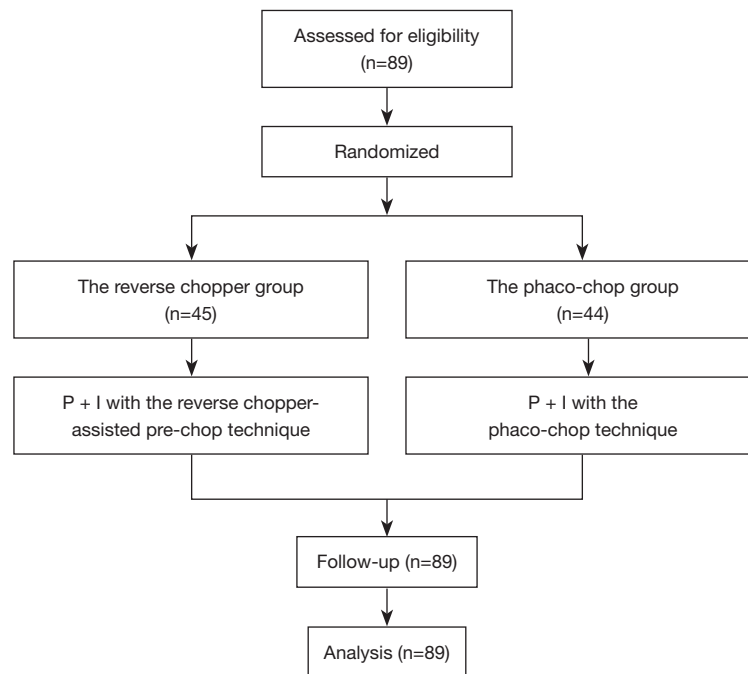 Assessed for eligibility
(n=89)
Randomized
The reverse chopper group
(n=45)
The phaco-chop group
(n=44)
P + I with the reverse chopper-
assisted pre-chop technique
P + I with the
phaco-chop technique
Follow-up (n=89)
Analysis (n=89)